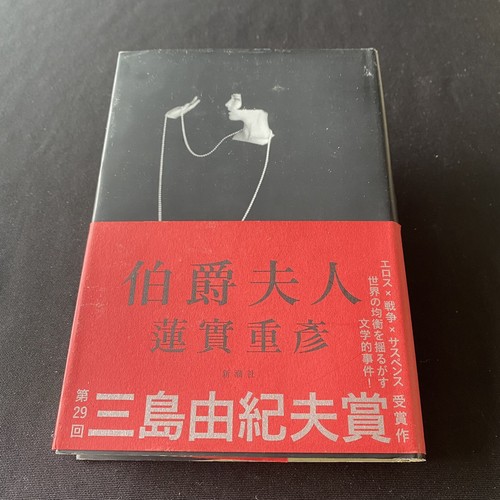 伯爵夫人
蓮實重彥
新潮社
エロス×戦争×サスペンス
世界の均衡を揺るがす
文学的事件！
第29回
三島由紀夫賞
受賞作